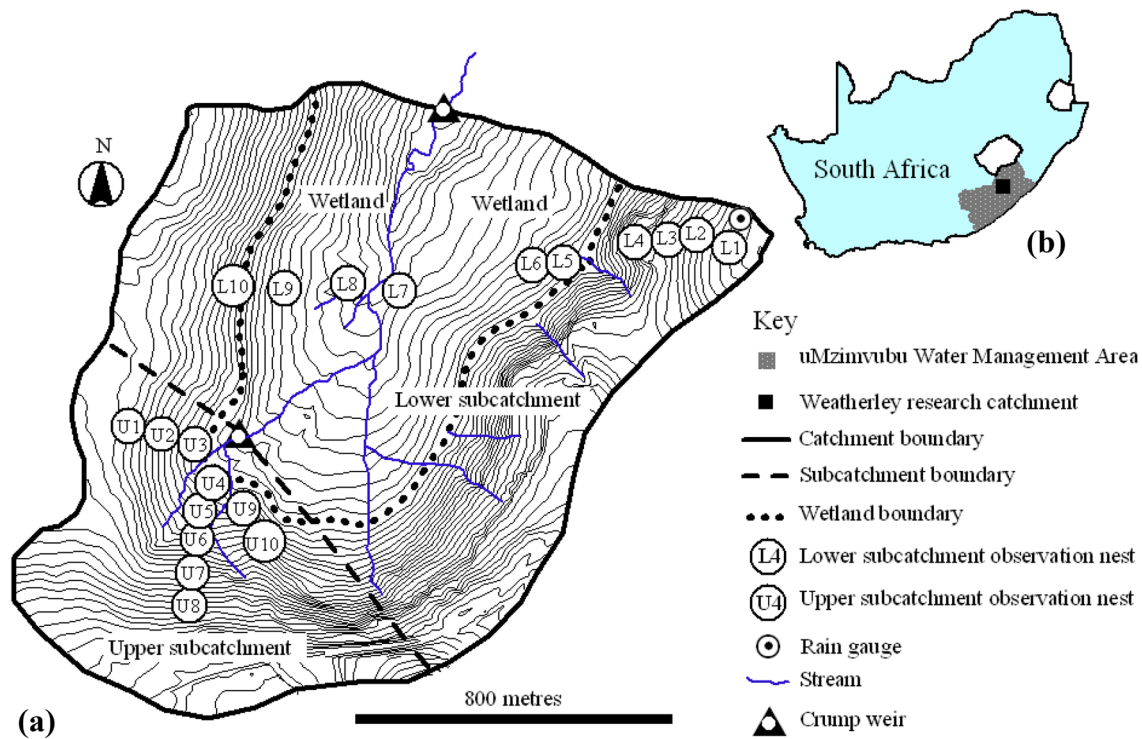 N
Wetland
Wetland
L4
L3
L2
L1
L6
L5
L10
L9
L8
L7
Lower subcatchment
U1
U2
U3
U4
U5
U9
U6
U10
U7
U8
Upper subcatchment
800 metres
(a)
South Africa
(b)
Key
uMzimvubu Water Management Area
Weatherley research catchment
Catchment boundary
Subcatchment boundary
Wetland boundary
L4 Lower subcatchment observation nest
U4 Upper subcatchment observation nest
Rain gauge
Stream
Crump weir